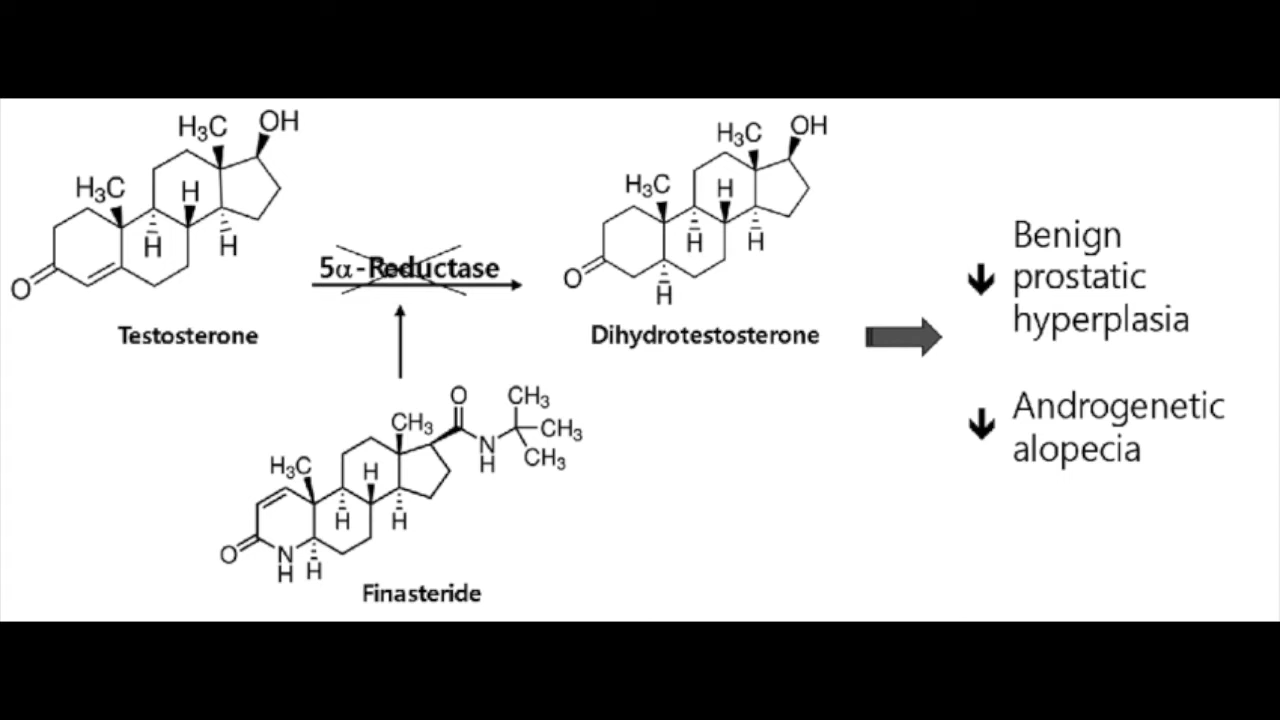 H₃C
OH
H₃C
H
H
H
O
Testosterone
5α-Reductase
H₃C
OH
H₃C
H
H
H
O
H
Dihydrotestosterone
Benign
prostatic
hyperplasia
Androgenetic
alopecia
O
CH₃
CH₃
CH₃
N
H
CH₃
H₃C
H
H
H
O
N
H
H
Finasteride